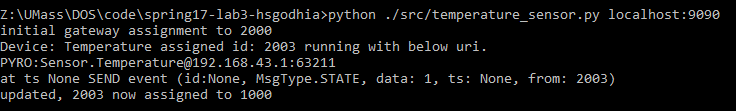 Z:\UMass\DOS\code\spring17-lab3-hsgodhia>python ./src/temperature_sensor.py localhost:9090
initial gateway assignment to 2000
Device: Temperature assigned id: 2003 running with below uri.
PYRO:Sensor.Temperature@192.168.43.1:63211
at ts None SEND event (id:None, MsgType.STATE, data: 1, ts: None, from: 2003)
updated, 2003 now assigned to 1000